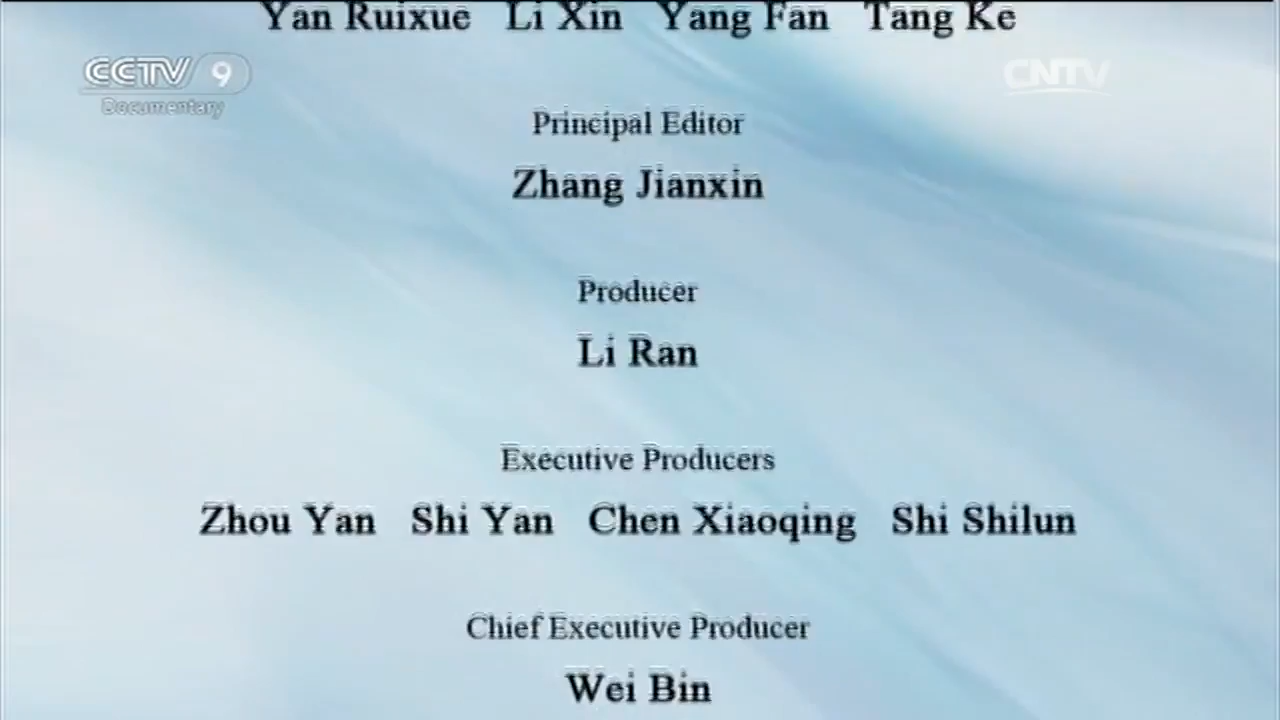 Yan Ruixue Li Xin Yang Fan Tang Ke
CCTV 9
Documentary
CNTV
Principal Editor
Zhang Jianxin
Producer
Li Ran
Executive Producers
Zhou Yan Shi Yan Chen Xiaoqing Shi Shilun
Chief Executive Producer
Wei Bin